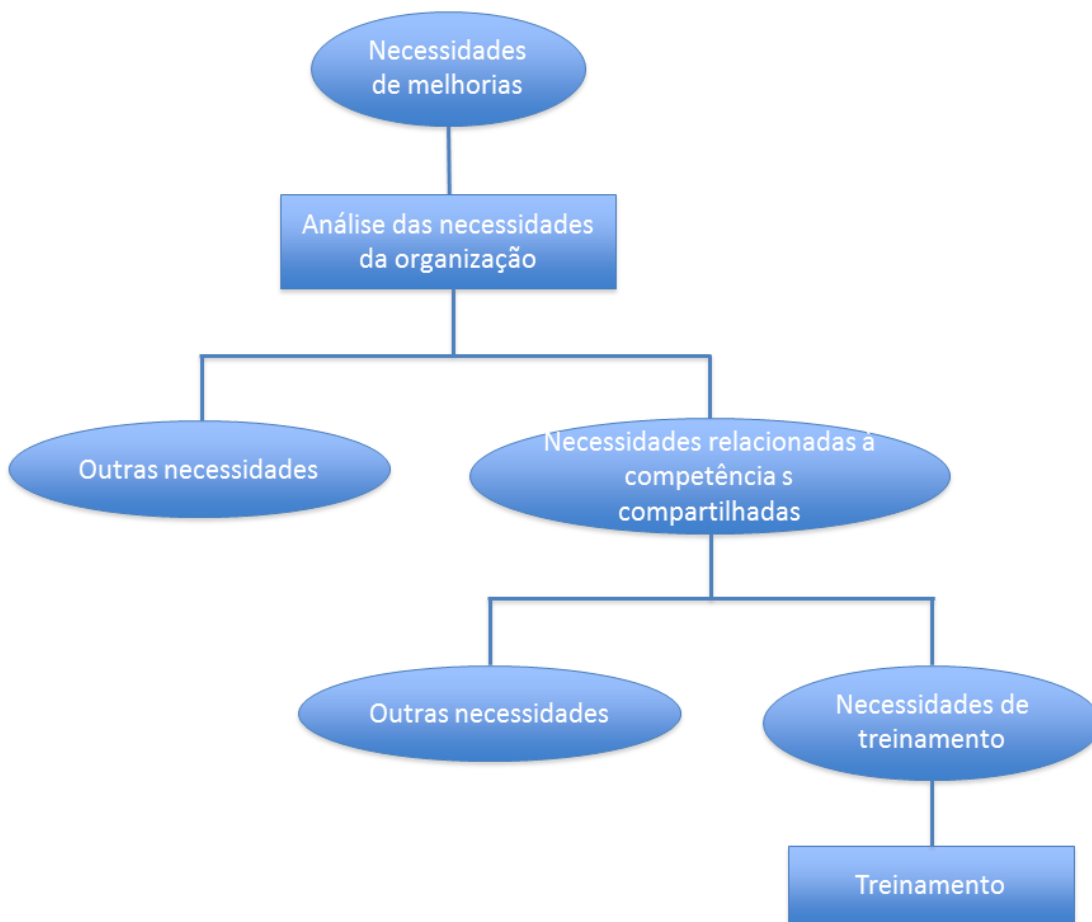 Necessidades
de melhorias
Análise das necessidades
da organização
Outras necessidades
Necessidades relacionadas à
competência s
compartilhadas
Outras necessidades
Necessidades de
treinamento
Treinamento